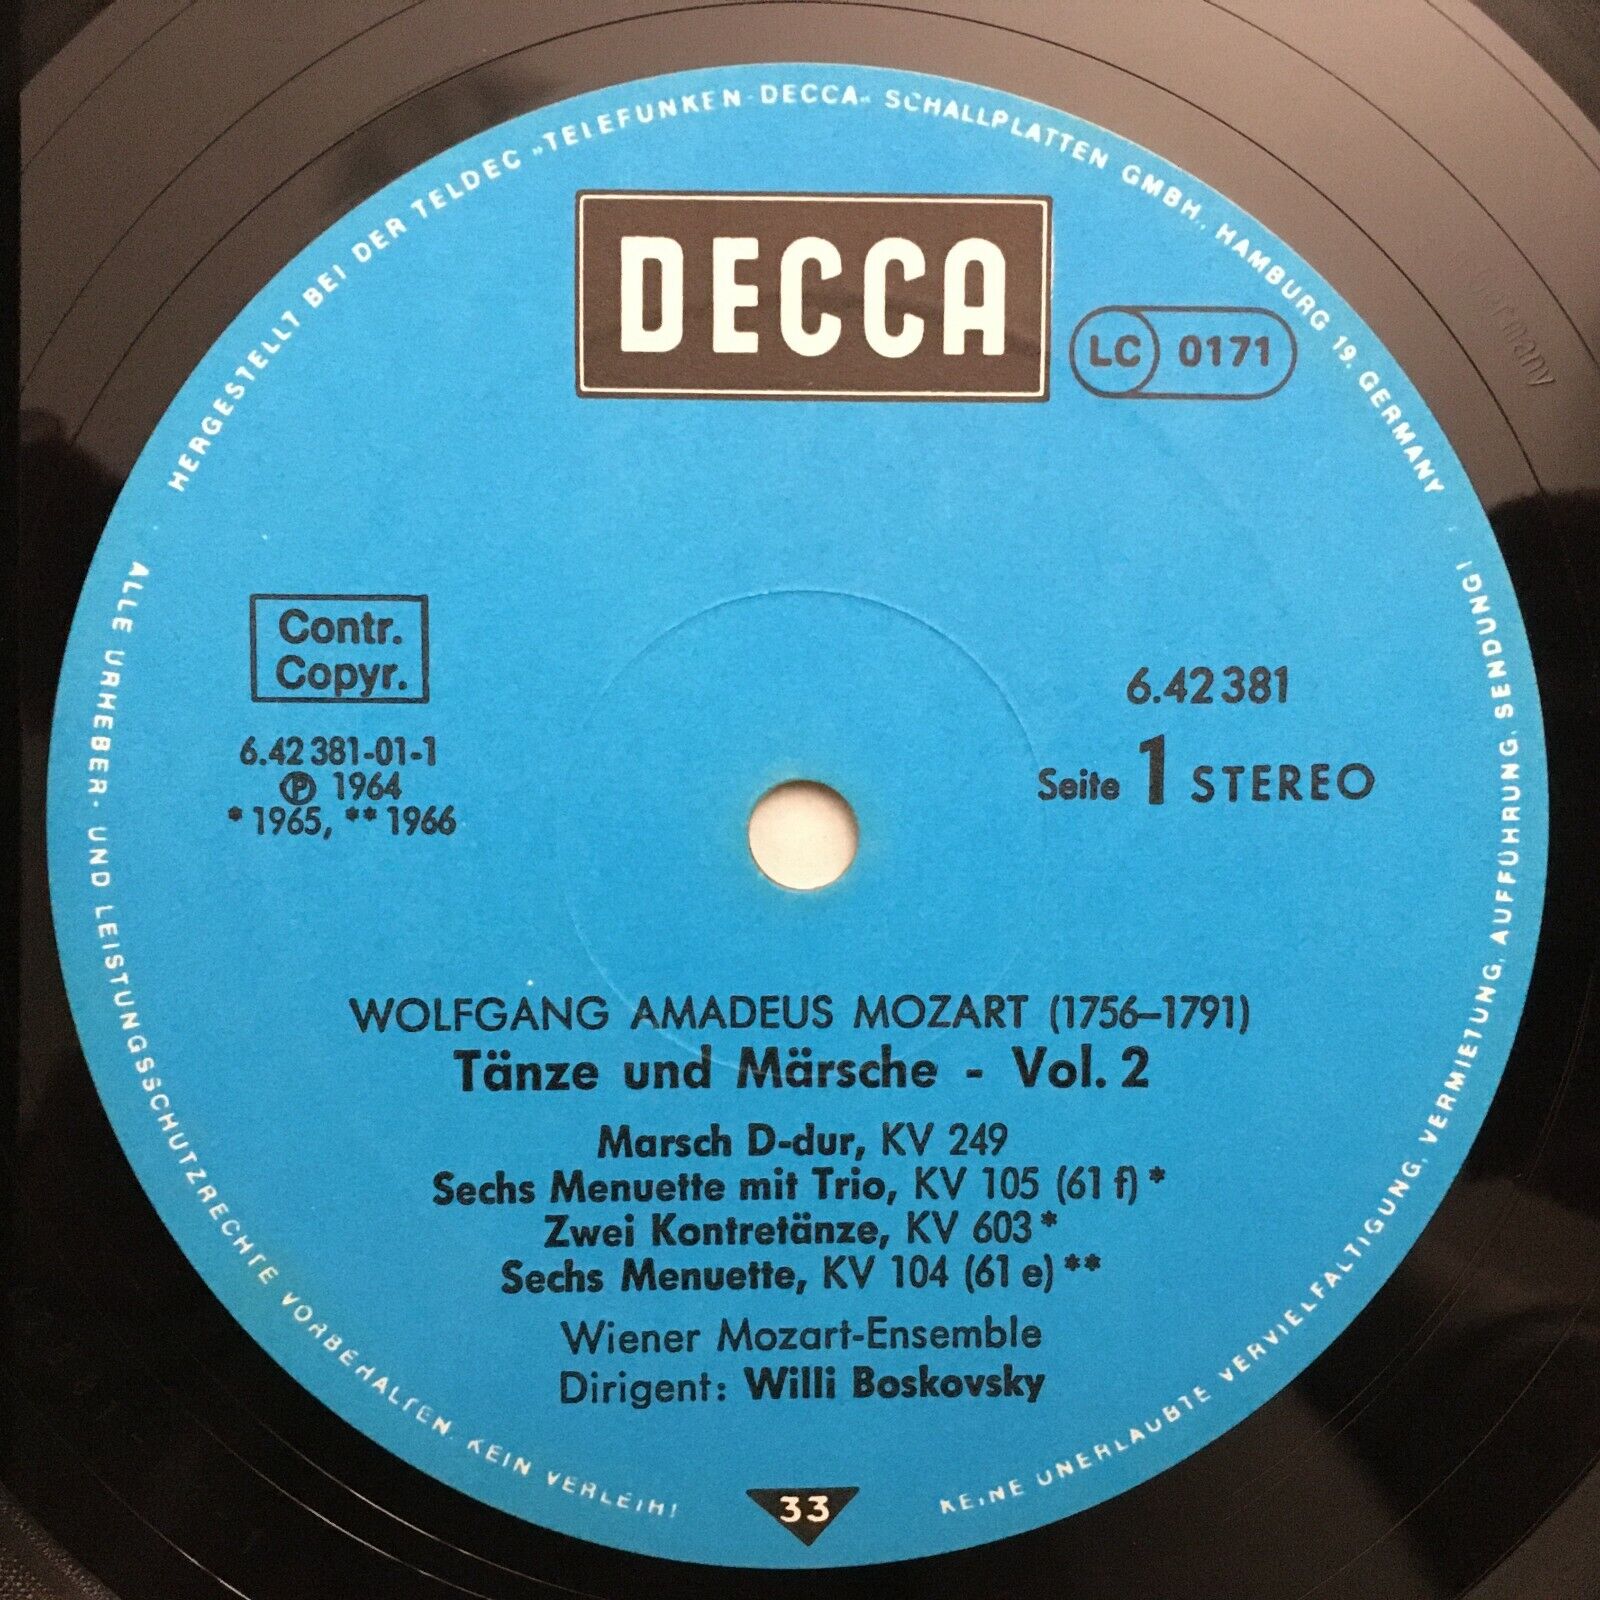 HERGESTELLT BEI DER TELDEC »TELEFUNKEN-DECCA« SCHALLPLATTEN GMBH., HAMBURG 19. GERMANY
DECCA
LC 0171
Germany
Contr.
Copyr.
6.42381-01-1
Ⓟ 1964
* 1965, ** 1966
6.42381
Seite 1 STEREO
WOLFGANG AMADEUS MOZART (1756–1791)
Tänze und Märsche - Vol. 2
Marsch D-dur, KV 249
Sechs Menuette mit Trio, KV 105 (61 f) *
Zwei Kontretänze, KV 603 *
Sechs Menuette, KV 104 (61 e) **
Wiener Mozart-Ensemble
Dirigent: Willi Boskovsky
33
ALLE URHEBER- UND LEISTUNGSSCHUTZRECHTE VORBEHALTEN. KEIN VERLEIH!
KEINE UNERLAUBTE VERVIELFÄLTIGUNG, VERMIETUNG, AUFFÜHRUNG, SENDUNG!